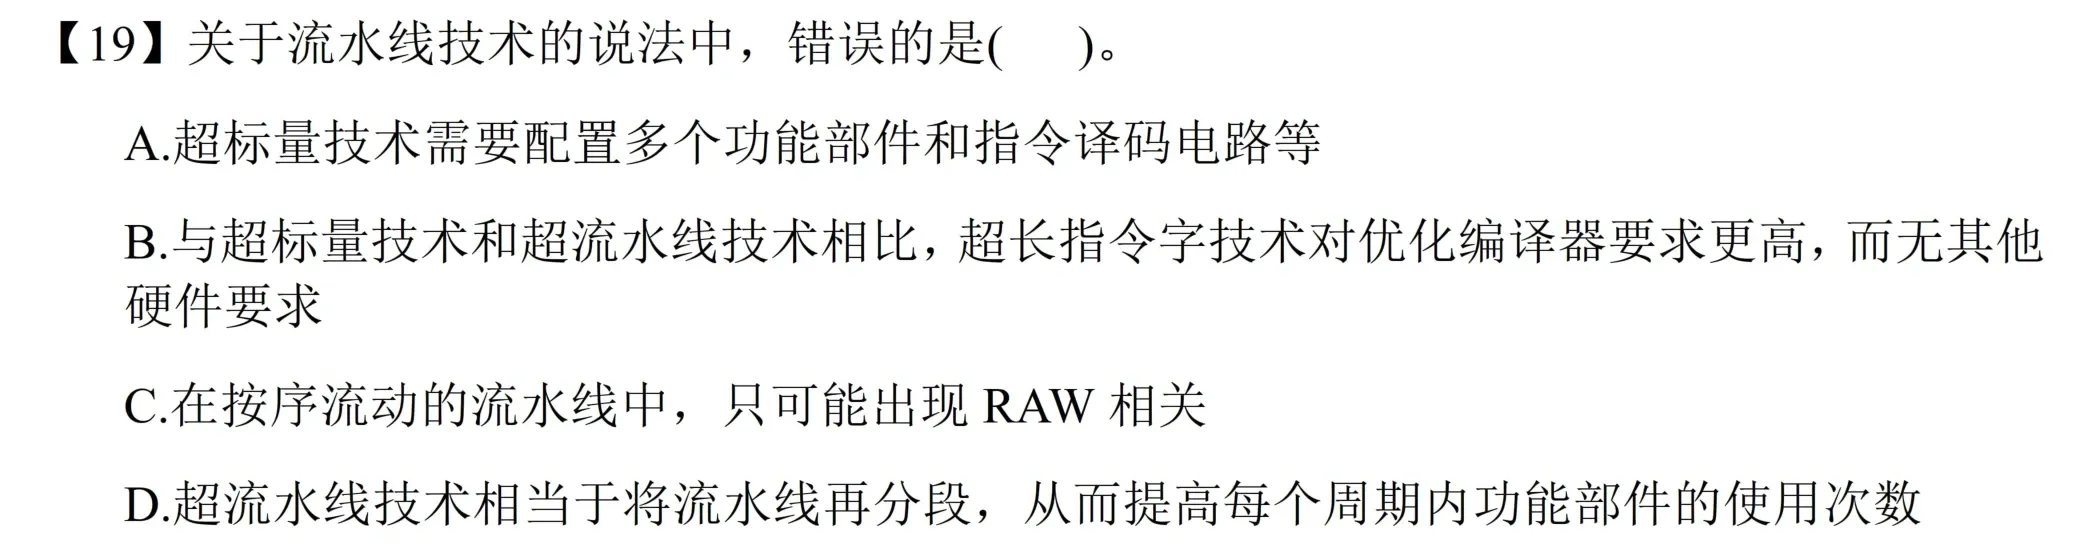 【19】关于流水线技术的说法中，错误的是(　　)。
A.超标量技术需要配置多个功能部件和指令译码电路等
B.与超标量技术和超流水线技术相比，超长指令字技术对优化编译器要求更高，而无其他
硬件要求
C.在按序流动的流水线中，只可能出现 RAW 相关
D.超流水线技术相当于将流水线再分段，从而提高每个周期内功能部件的使用次数